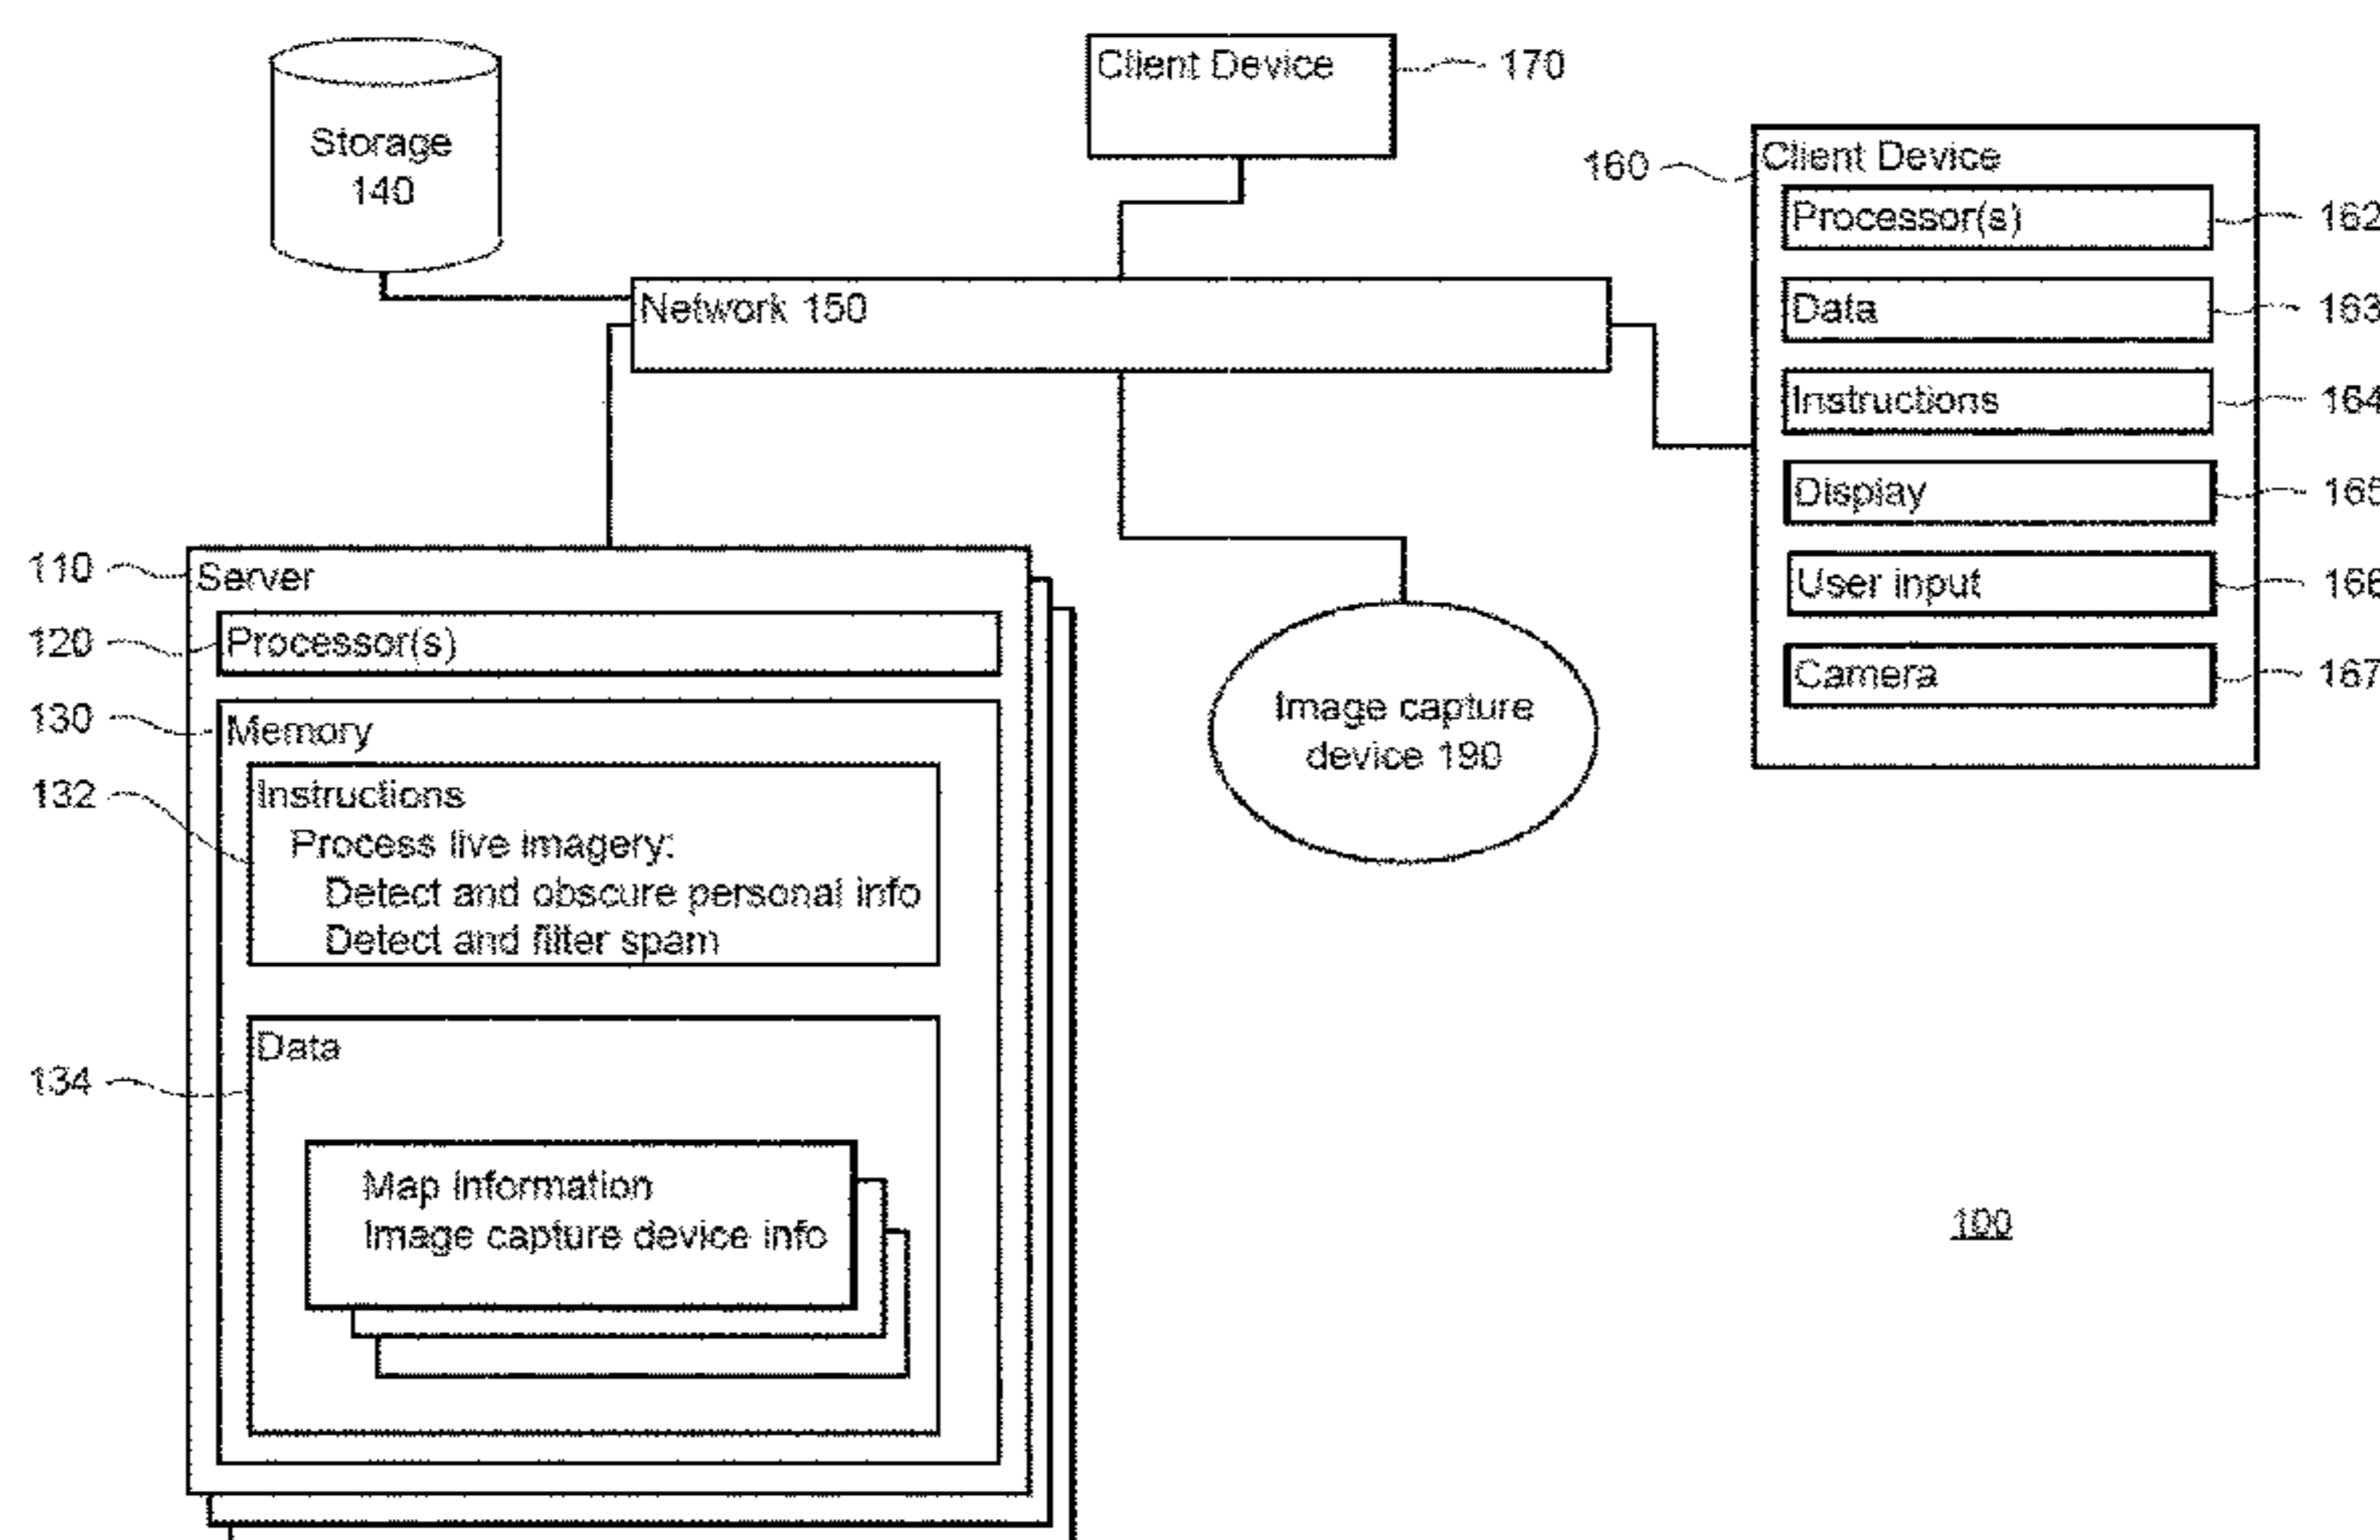 Storage
140
Client Device
170
160
Client Device
Processor(s)
162
Data
163
Instructions
164
Display
165
User input
166
Camera
167
Network 150
110
Server
120
Processor(s)
130
Memory
132
Instructions
Process live imagery:
Detect and obscure personal info
Detect and filter spam
134
Data
Map information
Image capture device info
Image capture
device 190
100